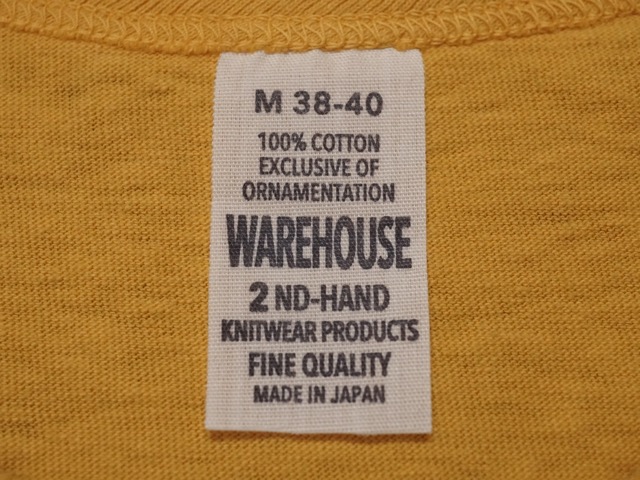 M 38-40
100% COTTON
EXCLUSIVE OF
ORNAMENTATION
WAREHOUSE
2 ND-HAND
KNITWEAR PRODUCTS
FINE QUALITY
MADE IN JAPAN